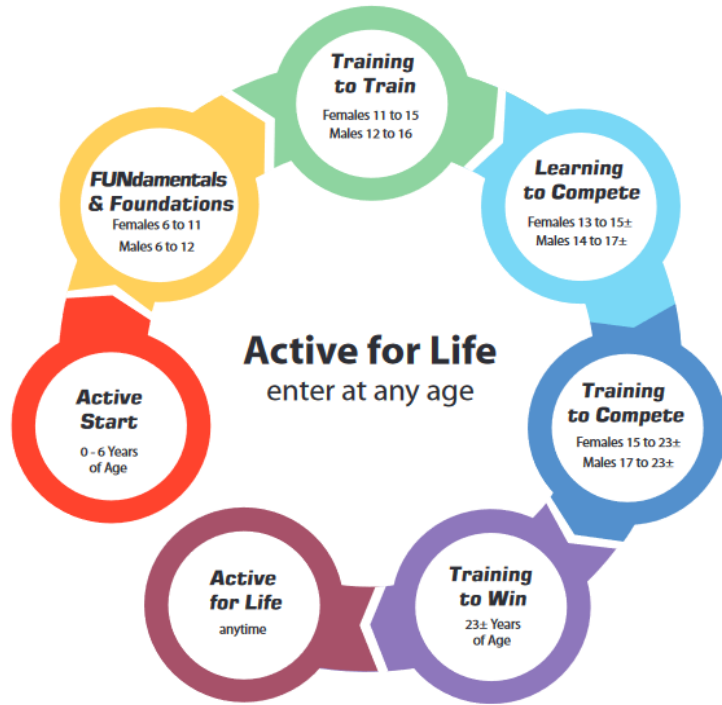 Training
to Train
Females 11 to 15
Males 12 to 16
FUNdamentals
& Foundations
Females 6 to 11
Males 6 to 12
Learning
to Compete
Females 13 to 15±
Males 14 to 17±
Active for Life
enter at any age
Active
Start
0 - 6 Years
of Age
Training
to Compete
Females 15 to 23±
Males 17 to 23±
Active
for Life
anytime
Training
to Win
23± Years
of Age